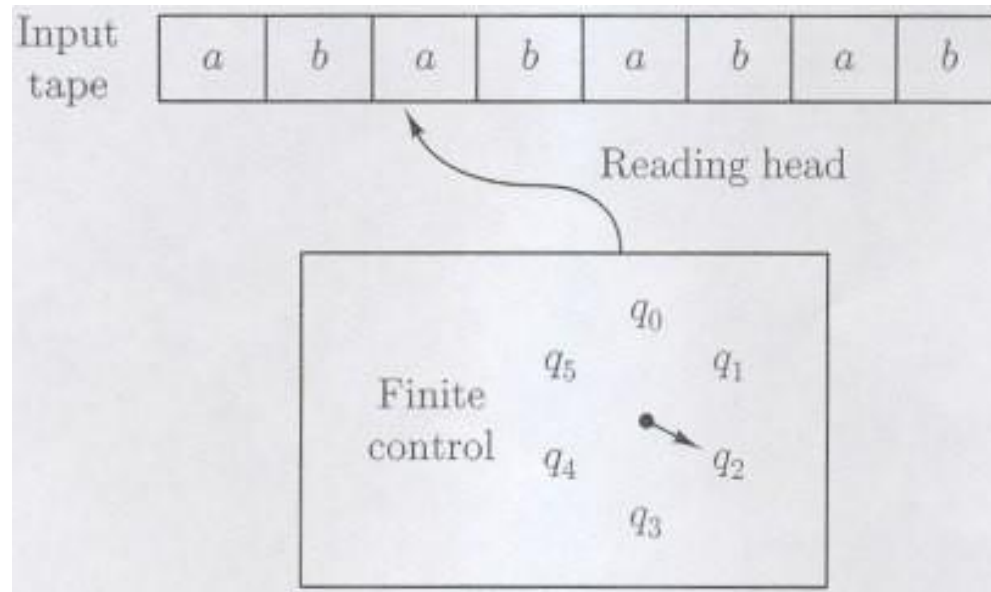 Input
tape
a b a b a b a b
Reading head
q0
q5 q1
Finite
control
q4 q2
q3